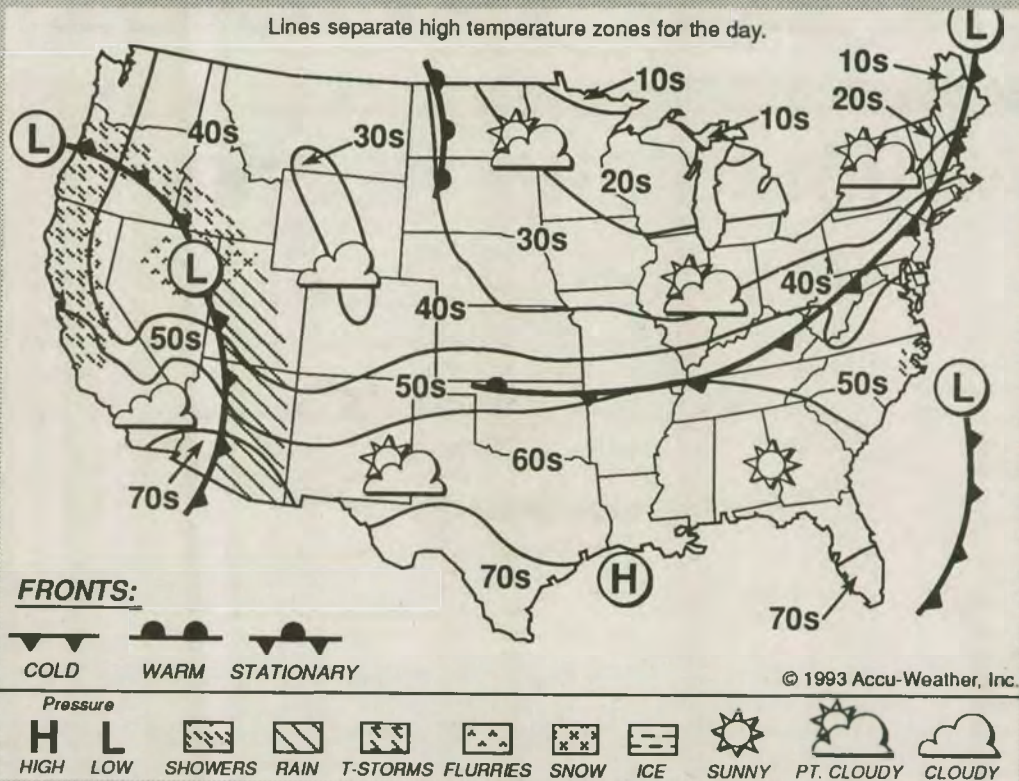 Lines separate high temperature zones for the day.
L
10s
10s
20s
10s
L
40s
30s
20s
30s
L
40s
40s
50s
50s
50s
L
60s
70s
70s
H
70s
FRONTS:
COLD WARM STATIONARY
© 1993 Accu-Weather, Inc.
Pressure
H L
HIGH LOW SHOWERS RAIN T-STORMS FLURRIES SNOW ICE SUNNY PT. CLOUDY CLOUDY